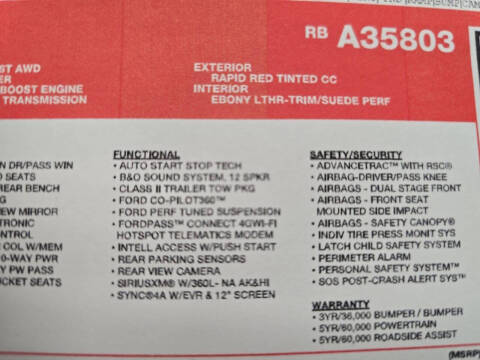 RB A35803
ST AWD
ER
BOOST ENGINE
TRANSMISSION
EXTERIOR
RAPID RED TINTED CC
INTERIOR
EBONY LTHR-TRIM/SUEDE PERF
N DR/PASS WIN
SEATS
REAR BENCH
G
EW MIRROR
TRONIC
NTROL
COL W/MEM
0-WAY PWR
Y PW PASS
CKET SEATS
FUNCTIONAL
• AUTO START STOP TECH
• B&O SOUND SYSTEM, 12 SPKR
• CLASS II TRAILER TOW PKG
• FORD CO-PILOT360™
• FORD PERF TUNED SUSPENSION
• FORDPASS™ CONNECT 4GWI-FI
HOTSPOT TELEMATICS MODEM
• INTELL ACCESS W/PUSH START
• REAR PARKING SENSORS
• REAR VIEW CAMERA
• SIRIUSXM® W/360L- NA AK&HI
• SYNC®4A W/EVR & 12" SCREEN
SAFETY/SECURITY
• ADVANCETRAC™ WITH RSC®
• AIRBAG-DRIVER/PASS KNEE
• AIRBAGS - DUAL STAGE FRONT
• AIRBAGS - FRONT SEAT
MOUNTED SIDE IMPACT
• AIRBAGS - SAFETY CANOPY®
• INDIV TIRE PRESS MONIT SYS
• LATCH CHILD SAFETY SYSTEM
• PERIMETER ALARM
• PERSONAL SAFETY SYSTEM™
• SOS POST-CRASH ALERT SYS™
WARRANTY
• 3YR/36,000 BUMPER / BUMPER
• 5YR/60,000 POWERTRAIN
• 5YR/60,000 ROADSIDE ASSIST
(MSRP)